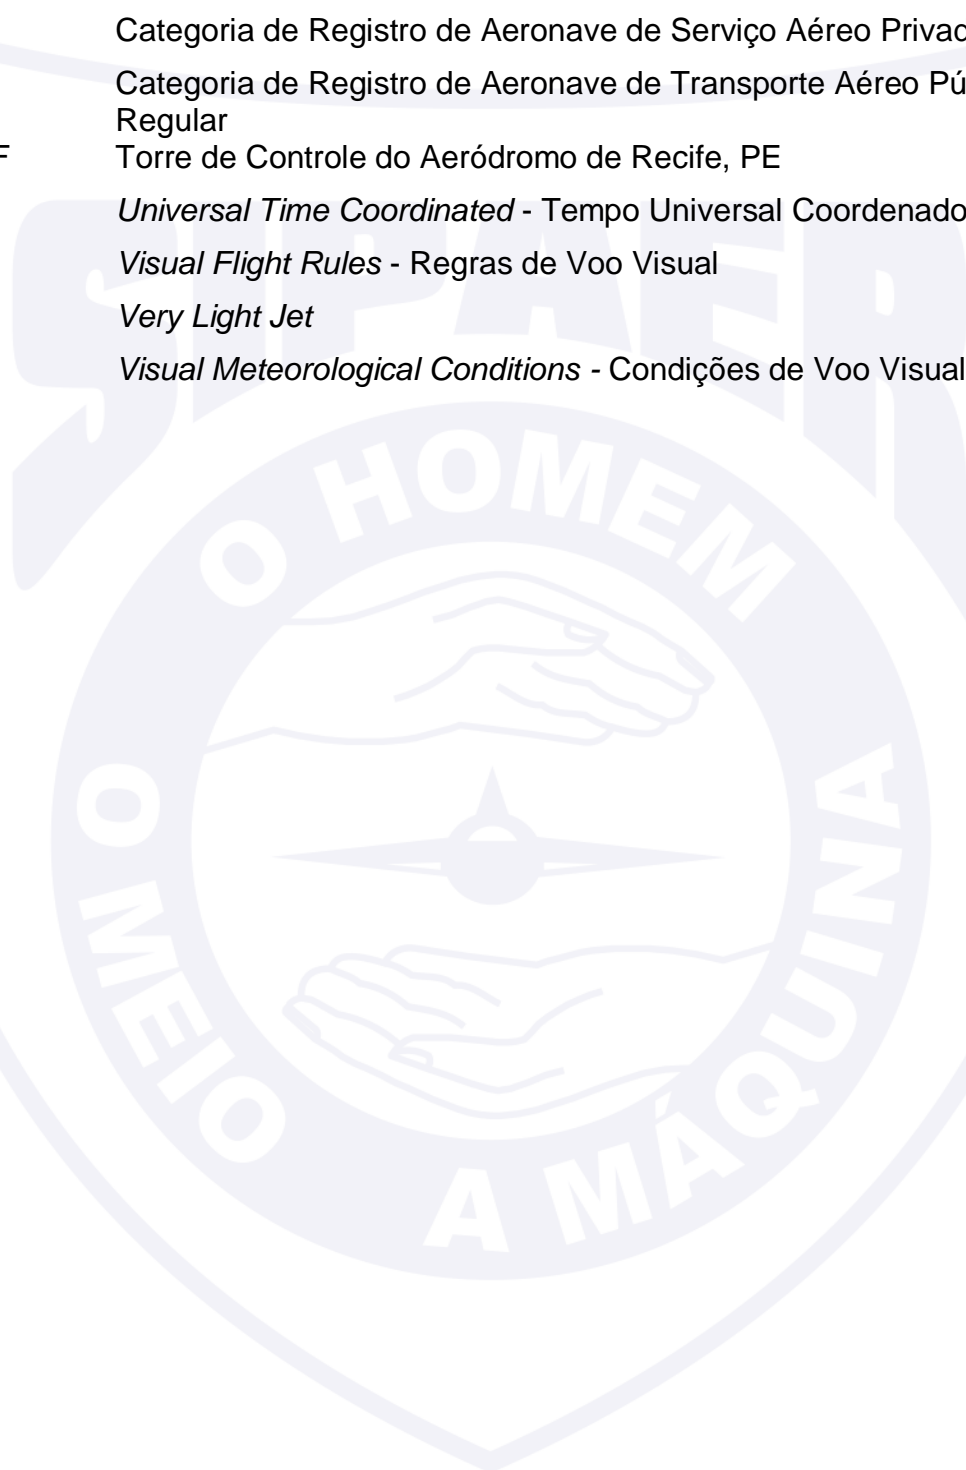 Categoria de Registro de Aeronave de Serviço Aéreo
Categoria de Registro de Aeronave de Transporte Aéreo
Regular
F Torre de Controle do Aeródromo de Recife, PE
Universal Time Coordinated - Tempo Universal Coordenado
Visual Flight Rules - Regras de Voo Visual
Very Light Jet
Visual Meteorological Conditions - Condições de Voo Visual
SIPAER
O HOMEM
O MEIO
A MÁQUINA